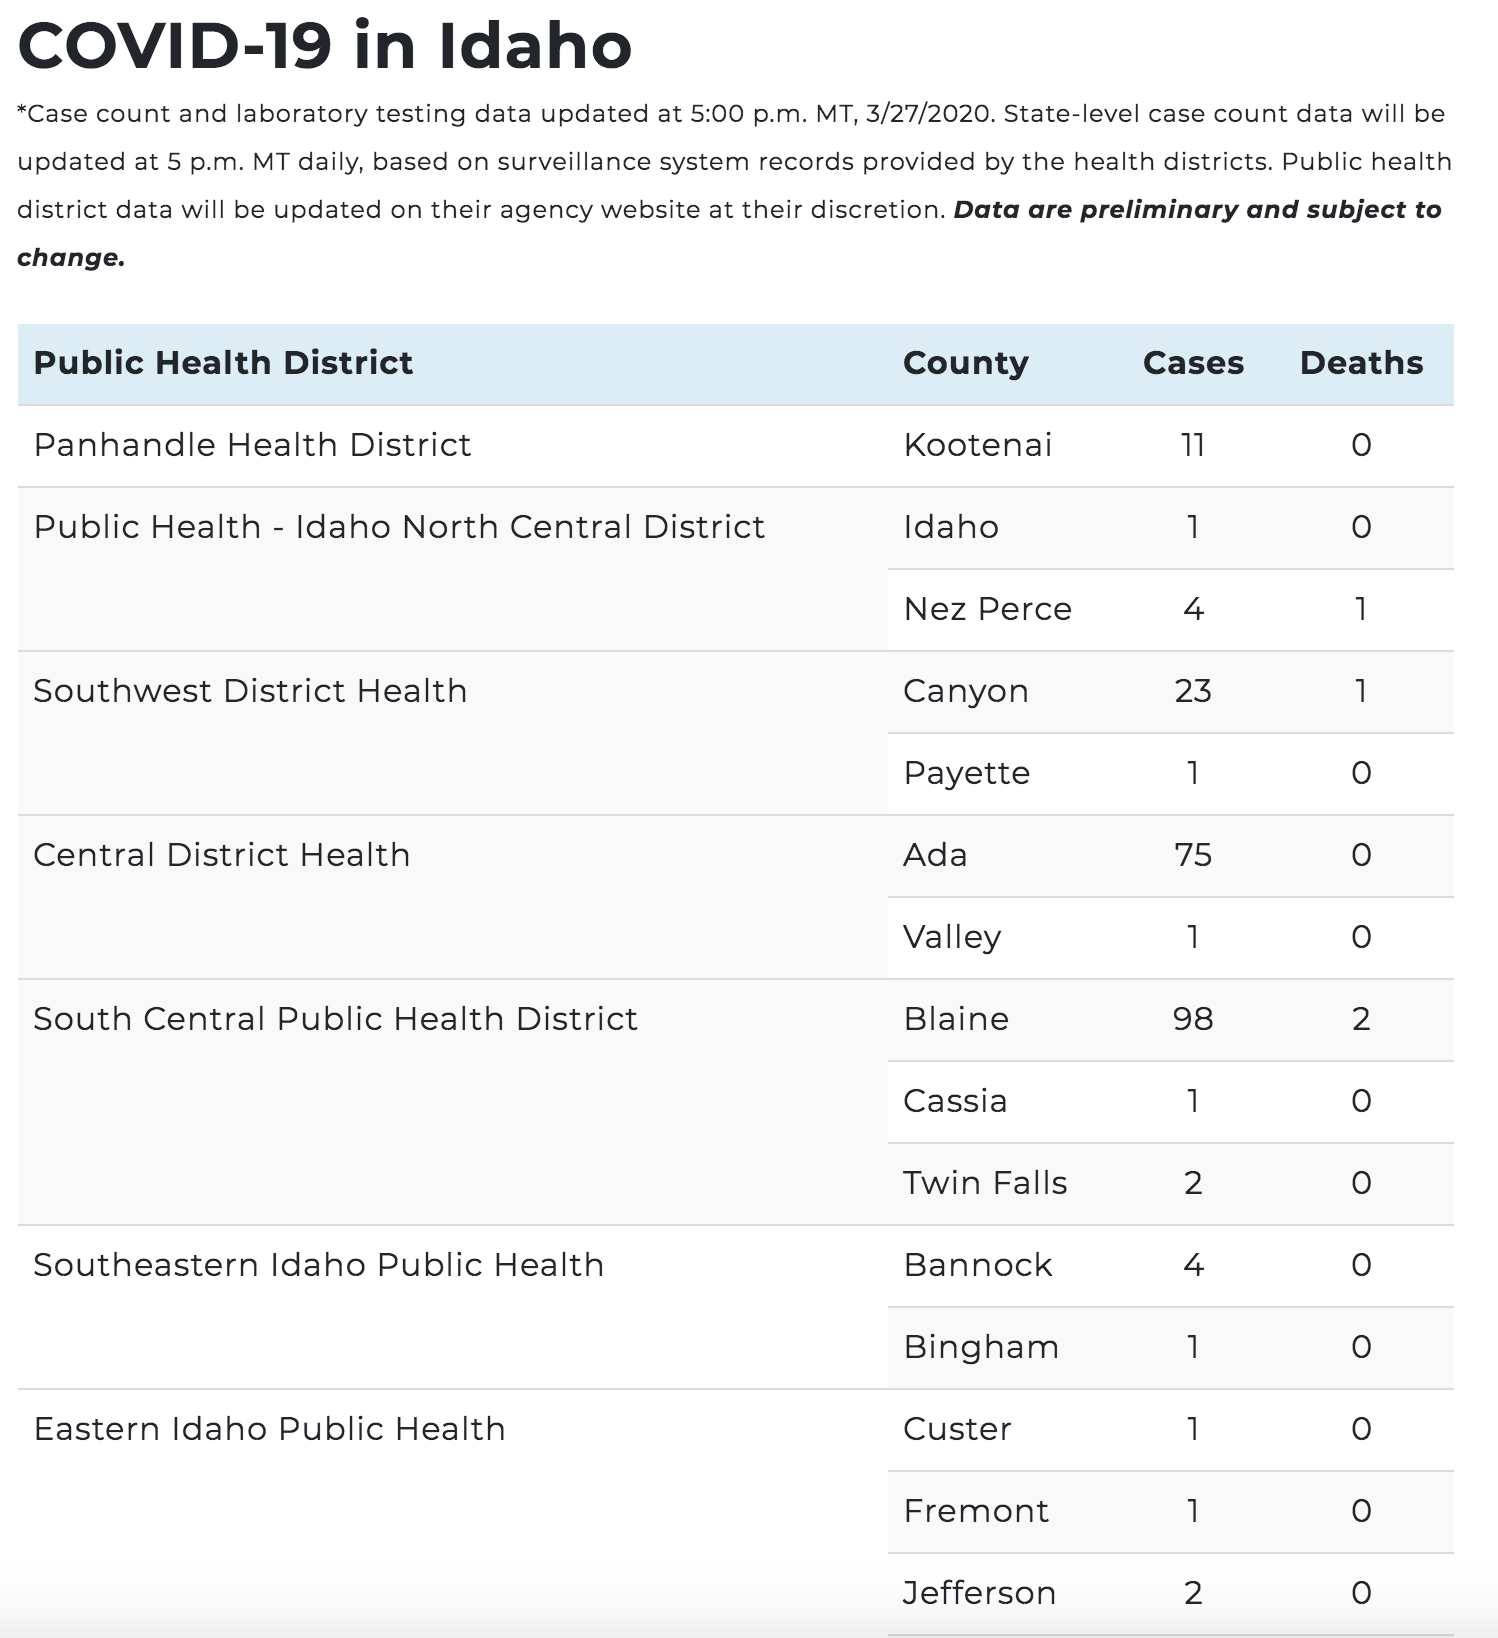 COVID-19 in Idaho
*Case count and laboratory testing data updated at 5:00 p.m. MT, 3/27/2020. State-level case count data will be
updated at 5 p.m. MT daily, based on surveillance system records provided by the health districts. Public health
district data will be updated on their agency website at their discretion. Data are preliminary and subject to
change.
Public Health District County Cases Deaths
Panhandle Health District Kootenai 11 0
Public Health - Idaho North Central District Idaho 1 0
Nez Perce 4 1
Southwest District Health Canyon 23 1
Payette 1 0
Central District Health Ada 75 0
Valley 1 0
South Central Public Health District Blaine 98 2
Cassia 1 0
Twin Falls 2 0
Southeastern Idaho Public Health Bannock 4 0
Bingham 1 0
Eastern Idaho Public Health Custer 1 0
Fremont 1 0
Jefferson 2 0